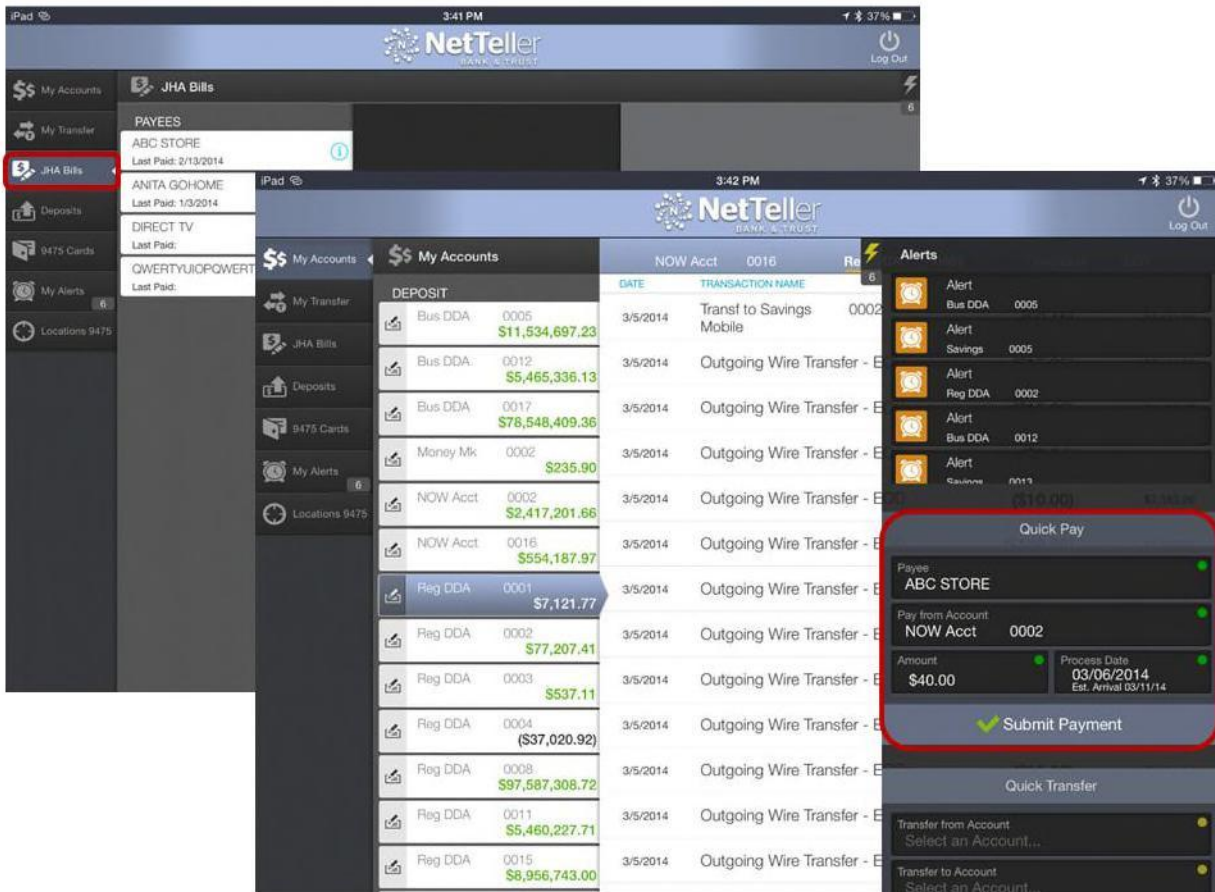 iPad
3:41 PM
37%
NetTeller
BANK & TRUST
Log Out
$$ My Accounts
My Transfer
JHA Bills
Deposits
9475 Cards
My Alerts
6
Locations 9475
JHA Bills
6
PAYEES
ABC STORE
Last Paid: 2/13/2014
ANITA GOHOME
Last Paid: 1/3/2014
DIRECT TV
Last Paid:
QWERTYUIOPQWERT
Last Paid:
iPad
3:42 PM
37%
NetTeller
BANK & TRUST
Log Out
$$ My Accounts
My Transfer
JHA Bills
Deposits
9475 Cards
My Alerts
6
Locations 9475
$$ My Accounts
DEPOSIT
Bus DDA 0005
$11,534,697.23
Bus DDA 0012
$5,465,336.13
Bus DDA 0017
$78,548,409.36
Money Mk 0002
$235.90
NOW Acct 0002
$2,417,201.66
NOW Acct 0016
$554,187.97
Reg DDA 0001
$7,121.77
Reg DDA 0002
$77,207.41
Reg DDA 0003
$537.11
Reg DDA 0004
($37,020.92)
Reg DDA 0008
$97,587,308.72
Reg DDA 0011
$5,460,227.71
Reg DDA 0015
$8,956,743.00
NOW Acct 0016 Re
DATE TRANSACTION NAME
3/5/2014 Transf to Savings 0002
Mobile
3/5/2014 Outgoing Wire Transfer - E
3/5/2014 Outgoing Wire Transfer - E
3/5/2014 Outgoing Wire Transfer - E
3/5/2014 Outgoing Wire Transfer - E
3/5/2014 Outgoing Wire Transfer - E
3/5/2014 Outgoing Wire Transfer - E
3/5/2014 Outgoing Wire Transfer - E
3/5/2014 Outgoing Wire Transfer - E
3/5/2014 Outgoing Wire Transfer - E
3/5/2014 Outgoing Wire Transfer - E
3/5/2014 Outgoing Wire Transfer - E
3/5/2014 Outgoing Wire Transfer - E
6
Alerts
Alert
Bus DDA 0005
Alert
Savings 0005
Alert
Reg DDA 0002
Alert
Bus DDA 0012
Alert
Savings 0013
($10.00)
Quick Pay
Payee
ABC STORE
Pay from Account
NOW Acct 0002
Amount
$40.00
Process Date
03/06/2014
Est. Arrival 03/11/14
Submit Payment
Quick Transfer
Transfer from Account
Select an Account...
Transfer to Account
Select an Account...